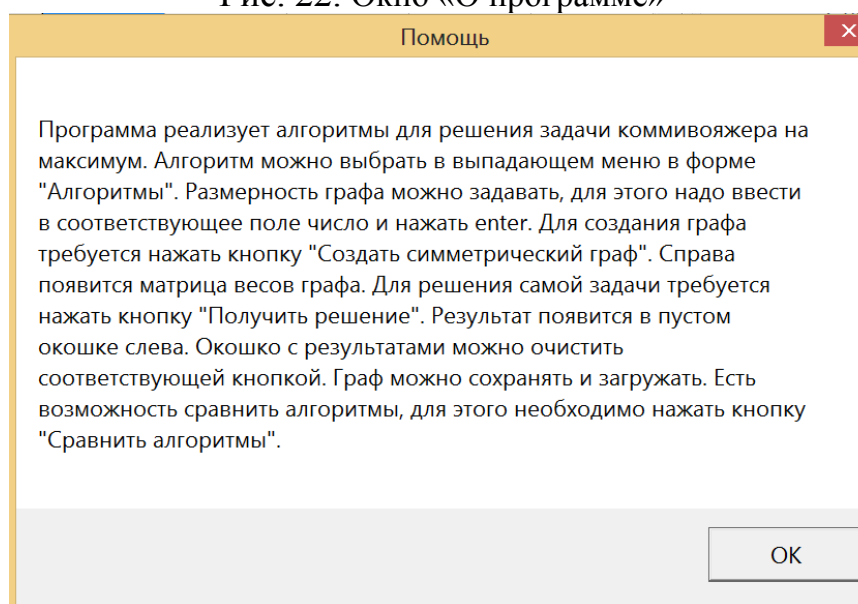 Рис. 22. Окно «О программе»
Помощь
Программа реализует алгоритмы для решения задачи коммивояжера на
максимум. Алгоритм можно выбрать в выпадающем меню в форме
"Алгоритмы". Размерность графа можно задавать, для этого надо ввести
в соответствующее поле число и нажать enter. Для создания графа
требуется нажать кнопку "Создать симметрический граф". Справа
появится матрица весов графа. Для решения самой задачи требуется
нажать кнопку "Получить решение". Результат появится в пустом
окошке слева. Окошко с результатами можно очистить
соответствующей кнопкой. Граф можно сохранять и загружать. Есть
возможность сравнить алгоритмы, для этого необходимо нажать кнопку
"Сравнить алгоритмы".
OK